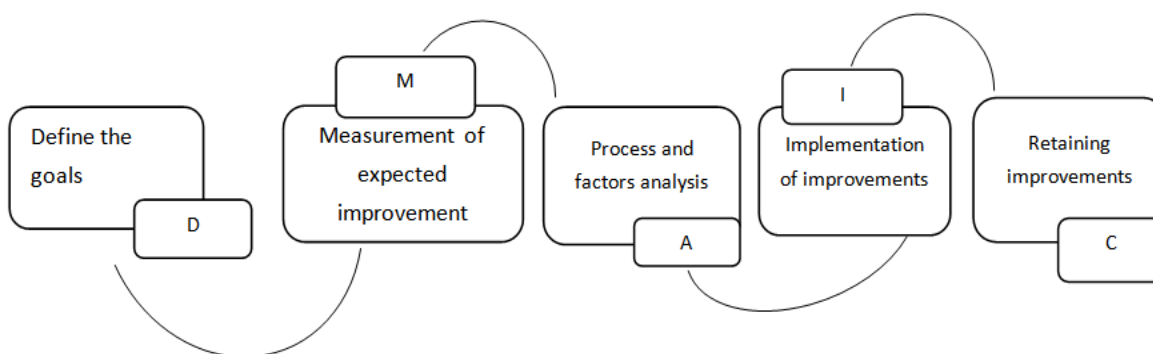 Define the
goals
D
M
Measurement of
expected
improvement
Process and
factors analysis
A
I
Implementation
of improvements
Retaining
improvements
C